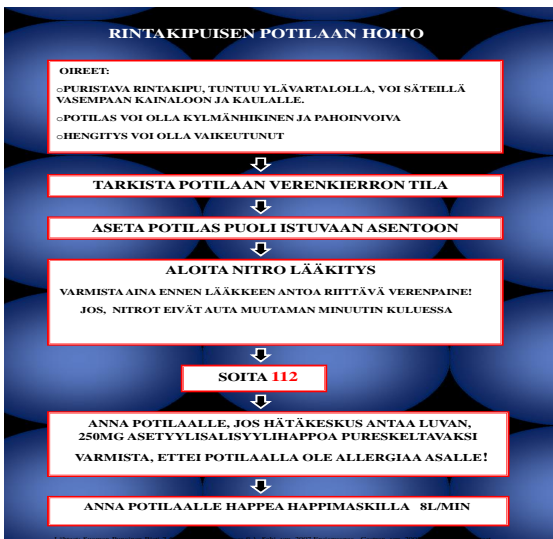 RINTAKIPUISEN POTILAAN HOITO
OIREET:
oPURISTAVA RINTAKIPU, TUNTUU YLÄVARTALOLLA, VOI SÄTEILLÄ
VASEMPAAN KAINALOON JA KAULALLE.
oPOTILAS VOI OLLA KYLMÄNHIKINEN JA PAHOINVOIVA
oHENGITYS VOI OLLA VAIKEUTUNUT
TARKISTA POTILAAN VERENKIERRON TILA
ASETA POTILAS PUOLI ISTUVAAN ASENTOON
ALOITA NITRO LÄÄKITYS
VARMISTA AINA ENNEN LÄÄKKEEN ANTOA RIITTÄVÄ VERENPAINE!
JOS, NITROT EIVÄT AUTA MUUTAMAN MINUUTIN KULUESSA
SOITA 112
ANNA POTILAALLE, JOS HÄTÄKESKUS ANTAA LUVAN,
250MG ASETYYLISALISYYLIHAPPOA PURESKELTAVAKSI
VARMISTA, ETTEI POTILAALLA OLE ALLERGIAA ASALLE!
ANNA POTILAALLE HAPPEA HAPPIMASKILLA 8L/MIN